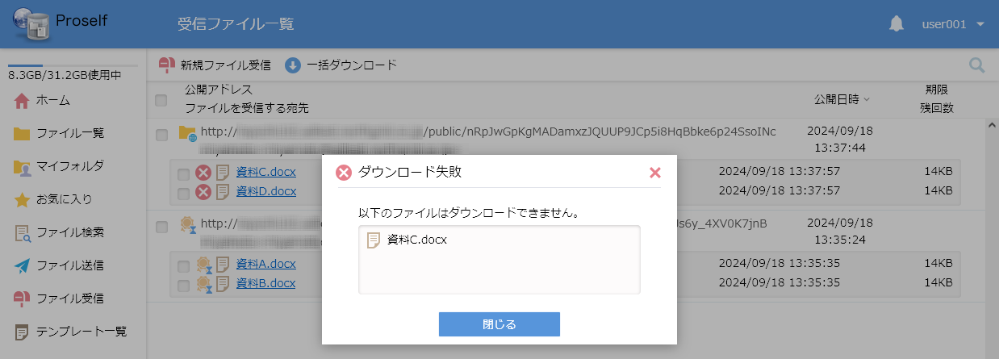 Proself
受信ファイル一覧
user001
8.3GB/31.2GB使用中
ホーム
ファイル一覧
マイフォルダ
お気に入り
ファイル検索
ファイル送信
ファイル受信
テンプレート一覧
新規ファイル受信 一括ダウンロード
公開アドレス
ファイルを受信する宛先
公開日時
期限
残回数
http:// /public/nRpJwGpKgMADamxzJQUUP9JCp5i8HqBbke6p24SsoINc
2024/09/18
13:37:44
資料C.docx 2024/09/18 13:37:57 14KB
資料D.docx 2024/09/18 13:37:57 14KB
http:// Js6y_4XV0K7jnB
2024/09/18
13:35:24
資料A.docx 2024/09/18 13:35:35 14KB
資料B.docx 2024/09/18 13:35:35 14KB
ダウンロード失敗
以下のファイルはダウンロードできません。
資料C.docx
閉じる